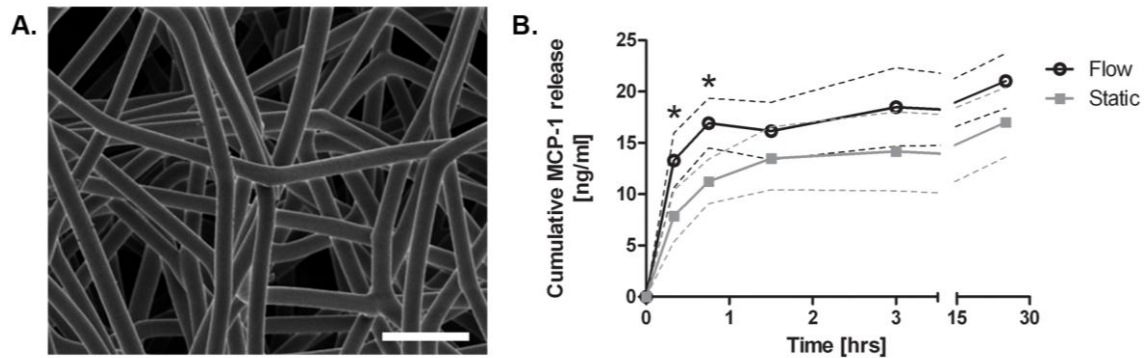 A.
B.
Cumulative MCP-1 release
[ng/ml]
25
20
15
10
5
0
*
*
0
1
2
3
15
30
Time [hrs]
Flow
Static